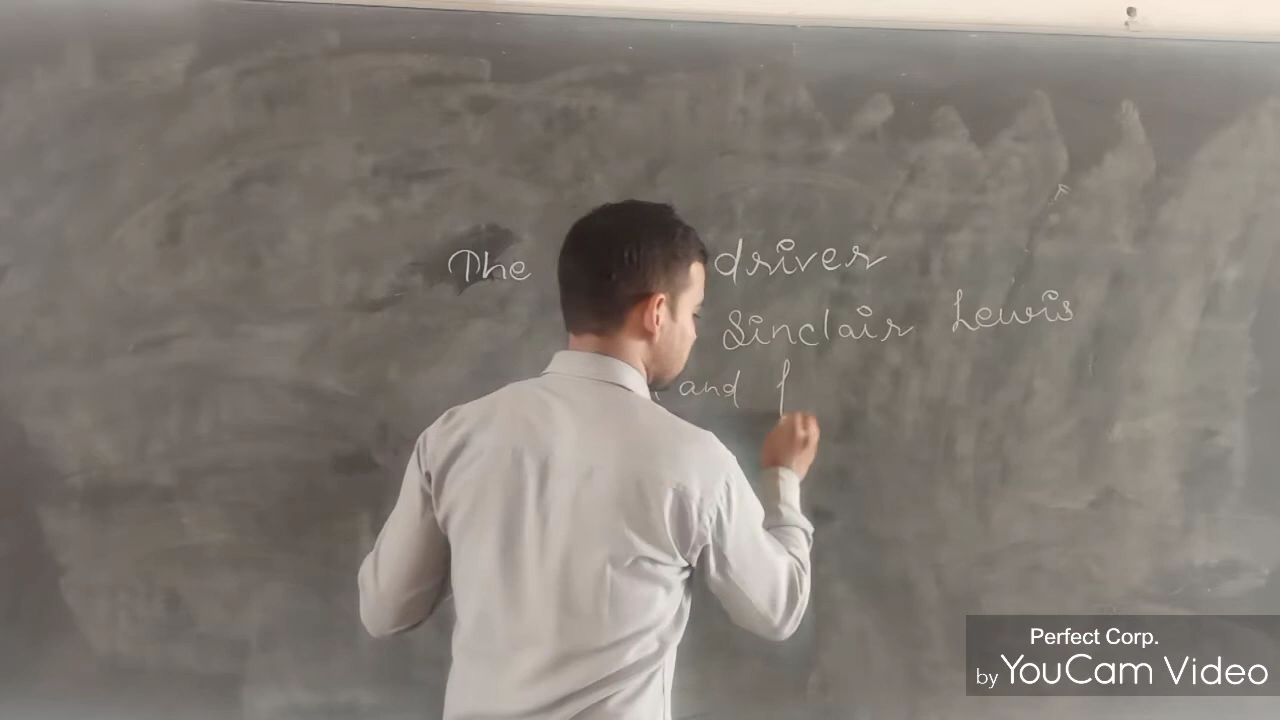 The driver
Sinclair Lewis
and f
Perfect Corp.
by YouCam Video